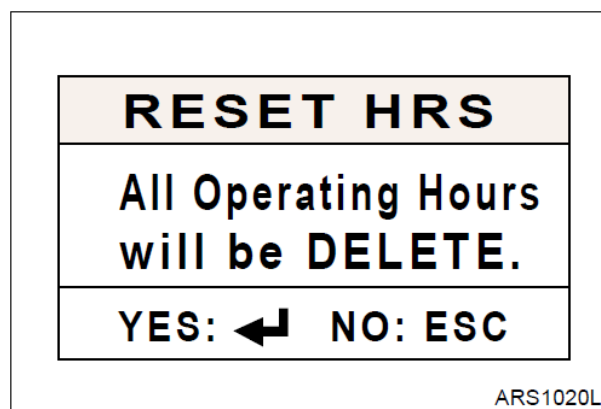 RESET HRS
All Operating Hours
will be DELETE.
YES: ↵ NO: ESC
ARS1020L